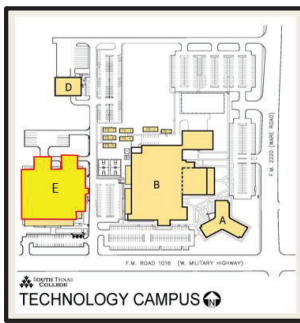 D
E
B
A
F.M. 2220 (WARE ROAD)
F.M. ROAD 1016 (W. MILITARY HIGHWAY)
SOUTH TEXAS
COLLEGE
TECHNOLOGY CAMPUS N